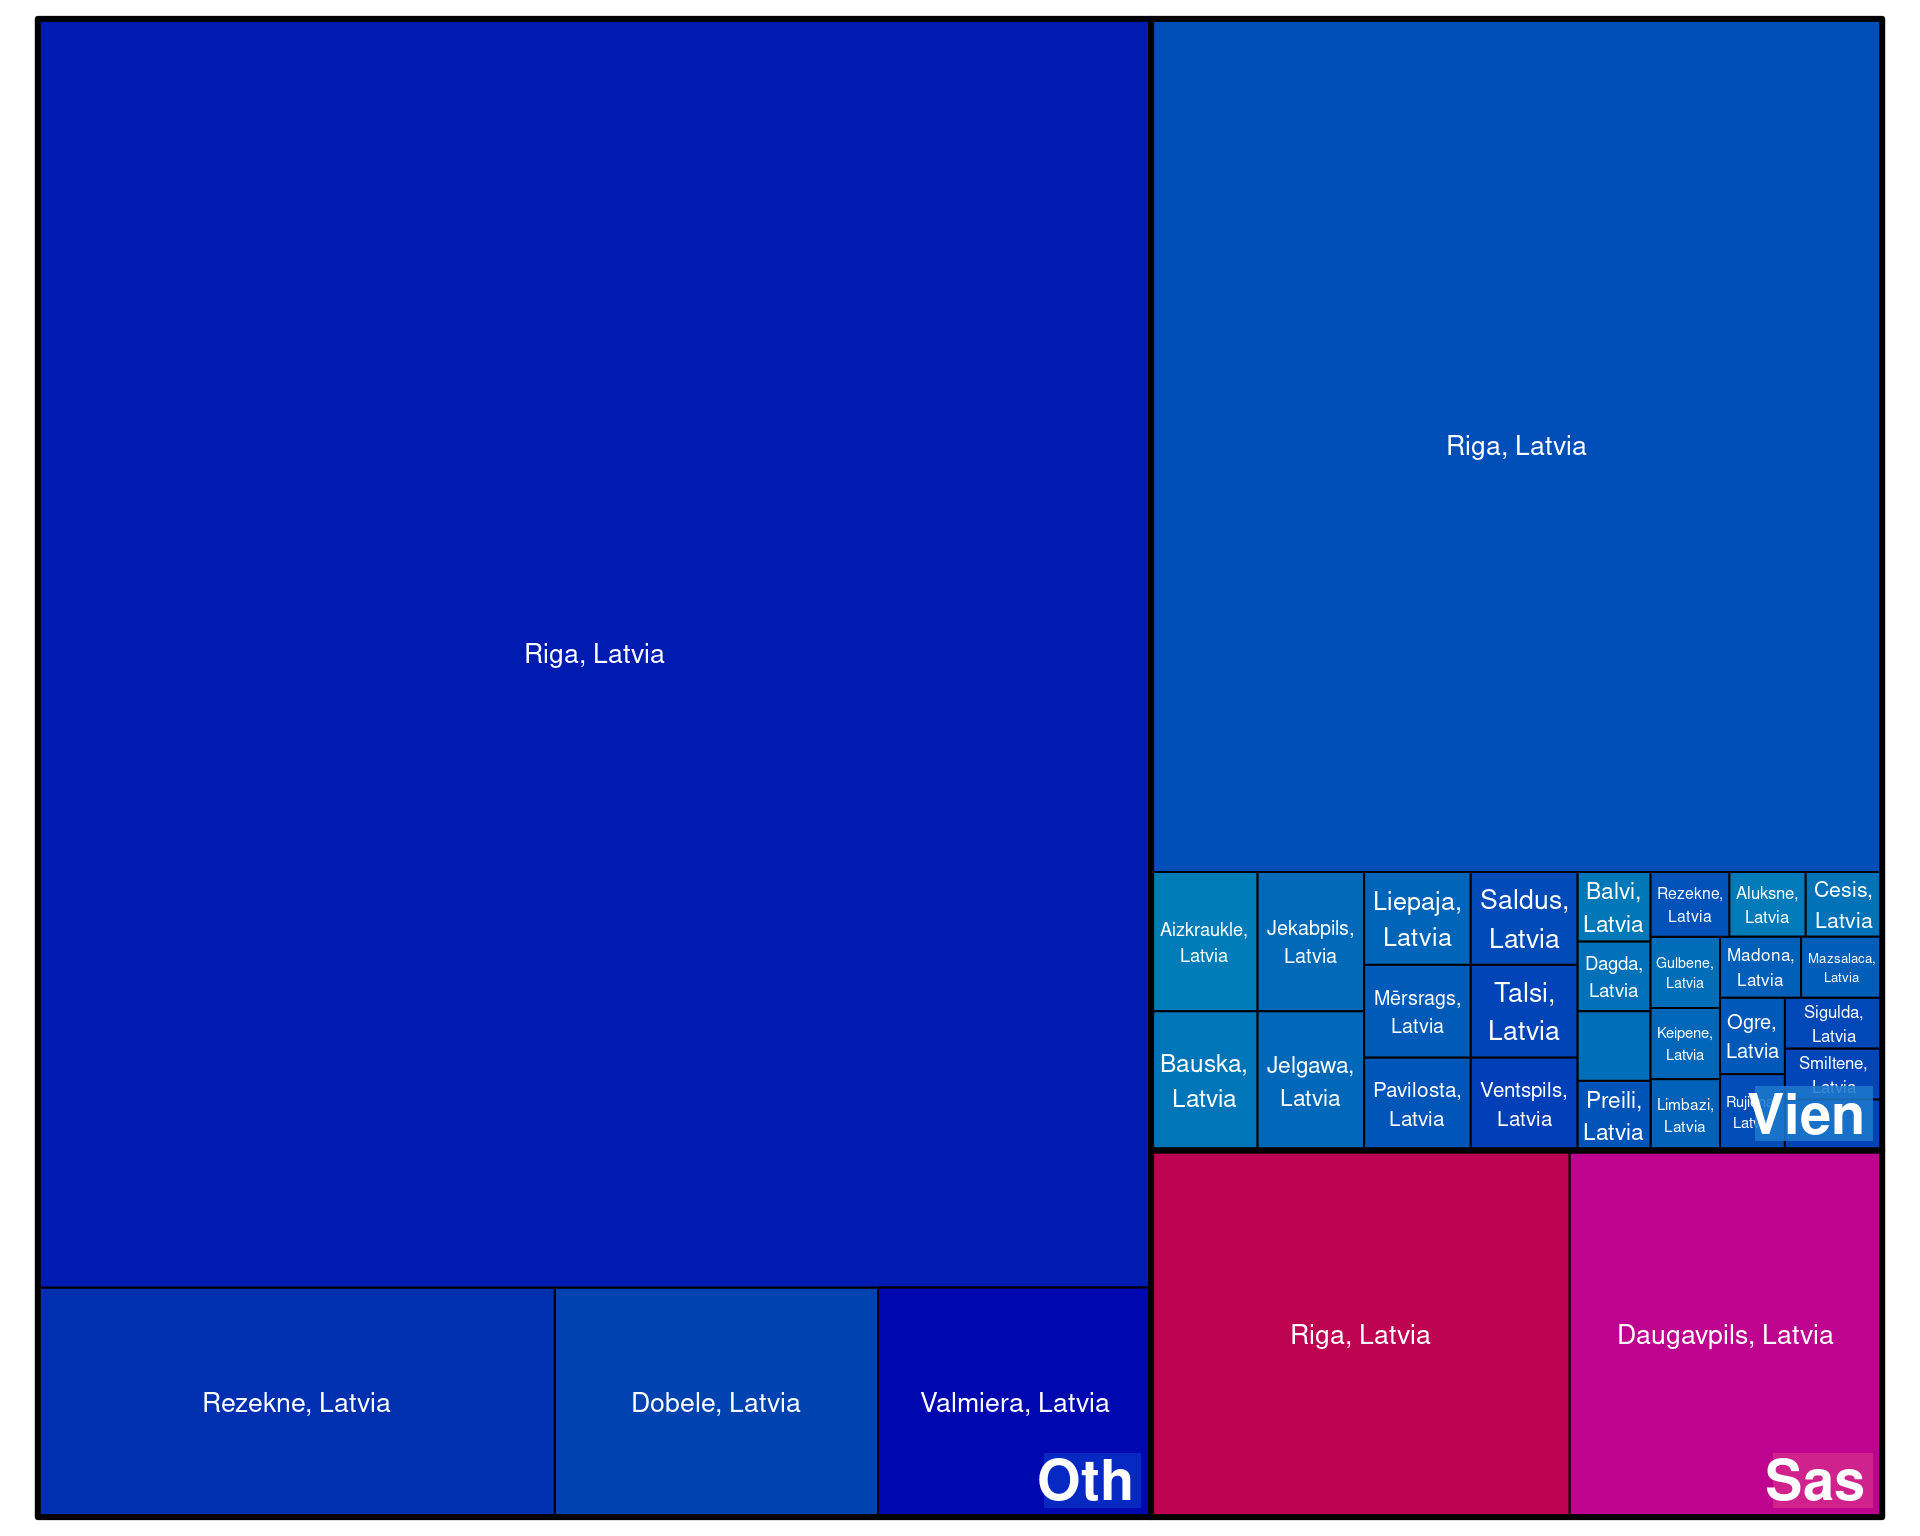 Riga, Latvia
Rezekne, Latvia
Dobele, Latvia
Valmiera, Latvia
Oth
Riga, Latvia
Aizkraukle,
Latvia
Bauska,
Latvia
Jekabpils,
Latvia
Jelgawa,
Latvia
Liepaja,
Latvia
Mērsrags,
Latvia
Pavilosta,
Latvia
Saldus,
Latvia
Talsi,
Latvia
Ventspils,
Latvia
Balvi,
Latvia
Dagda,
Latvia
Preili,
Latvia
Rezekne,
Latvia
Aluksne,
Latvia
Cesis,
Latvia
Gulbene,
Latvia
Keipene,
Latvia
Limbazi,
Latvia
Madona,
Latvia
Mazsalaca,
Latvia
Ogre,
Latvia
Sigulda,
Latvia
Smiltene,
Latvia
Vien
Riga, Latvia
Daugavpils, Latvia
Sas